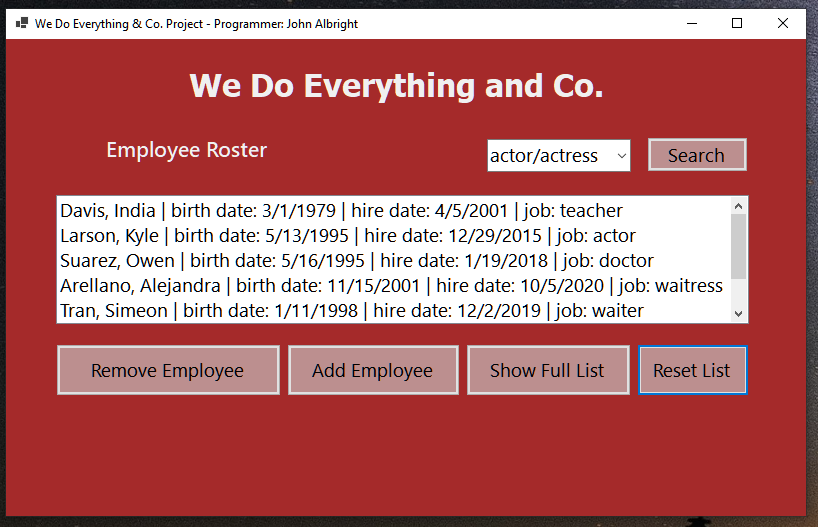 We Do Everything & Co. Project - Programmer: John Albright
We Do Everything and Co.
Employee Roster
actor/actress
Search
Davis, India | birth date: 3/1/1979 | hire date: 4/5/2001 | job: teacher
Larson, Kyle | birth date: 5/13/1995 | hire date: 12/29/2015 | job: actor
Suarez, Owen | birth date: 5/16/1995 | hire date: 1/19/2018 | job: doctor
Arellano, Alejandra | birth date: 11/15/2001 | hire date: 10/5/2020 | job: waitress
Tran, Simeon | birth date: 1/11/1998 | hire date: 12/2/2019 | job: waiter
Remove Employee
Add Employee
Show Full List
Reset List